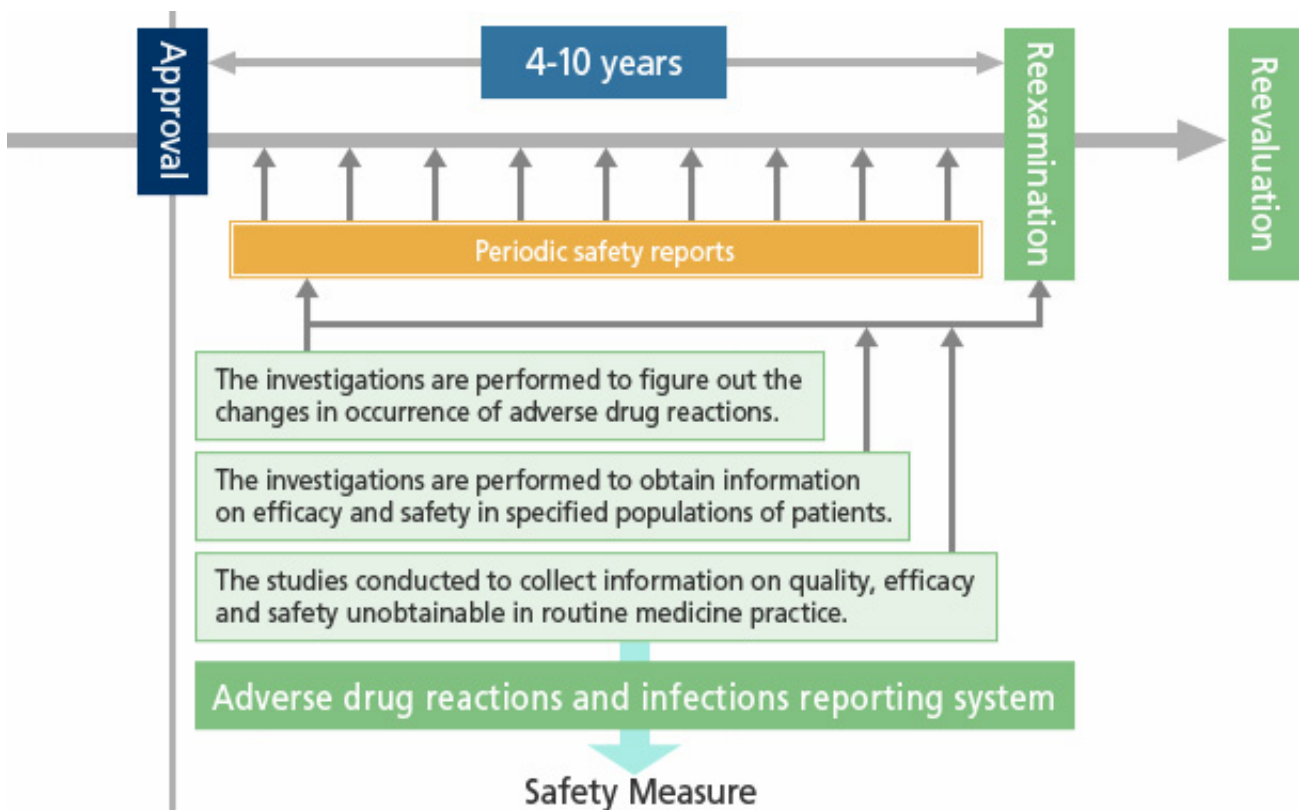 Approval
4-10 years
Reexamination
Reevaluation
Periodic safety reports
The investigations are performed to figure out the
changes in occurrence of adverse drug reactions.
The investigations are performed to obtain information
on efficacy and safety in specified populations of patients.
The studies conducted to collect information on quality, efficacy
and safety unobtainable in routine medicine practice.
Adverse drug reactions and infections reporting system
Safety Measure